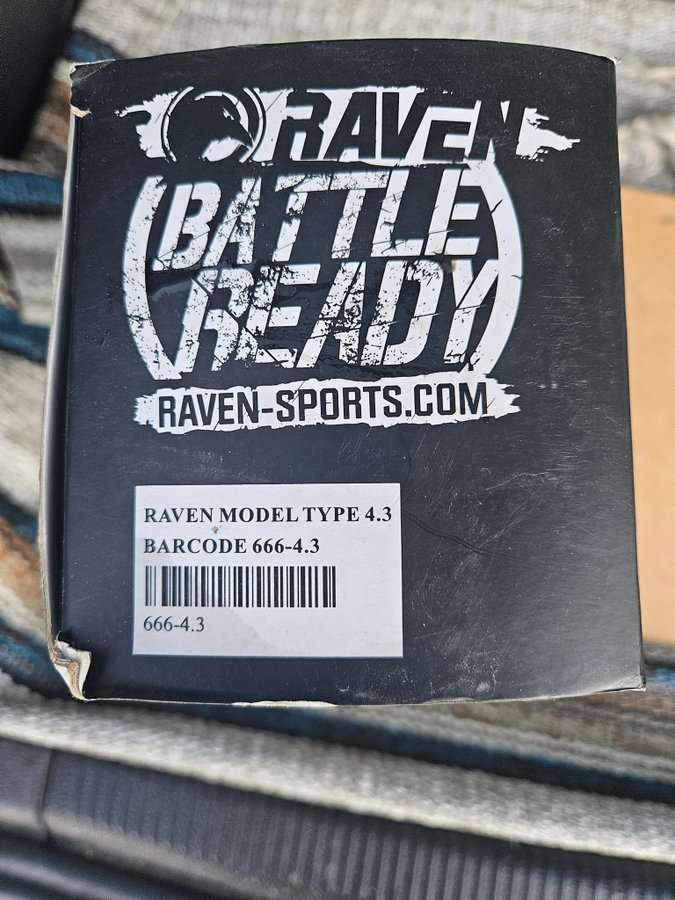 RAVEN
BATTLE
READY
RAVEN-SPORTS.COM
RAVEN MODEL TYPE 4.3
BARCODE 666-4.3
666-4.3